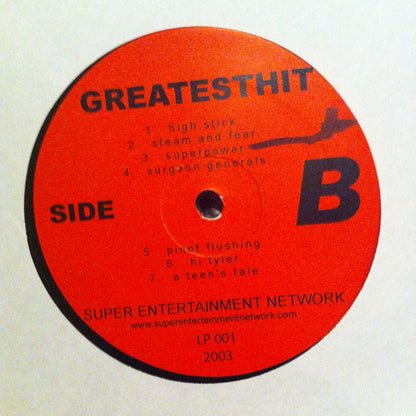 GREATESTHIT
1. high stick
2. steam and fear
3. superpower
4. surgeon generals
SIDE B
5. pinot flushing
6. hi tyler
7. a teen's tale
SUPER ENTERTAINMENT NETWORK
www.superentertainmentnetwork.com
LP 001
2003